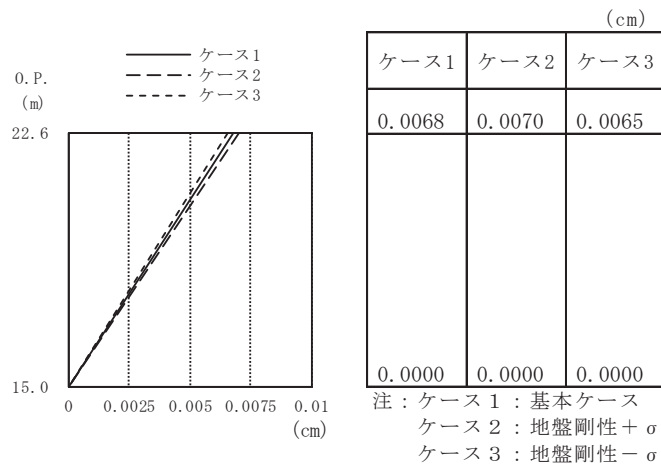 O.P.
(m)
ケース1
ケース2
ケース3
22.6
15.0
0 0.0025 0.005 0.0075 0.01
(cm)
(cm)
ケース1 ケース2 ケース3
0.0068 0.0070 0.0065
0.0000 0.0000 0.0000
注：ケース１：基本ケース
ケース２：地盤剛性＋σ
ケース３：地盤剛性－σ